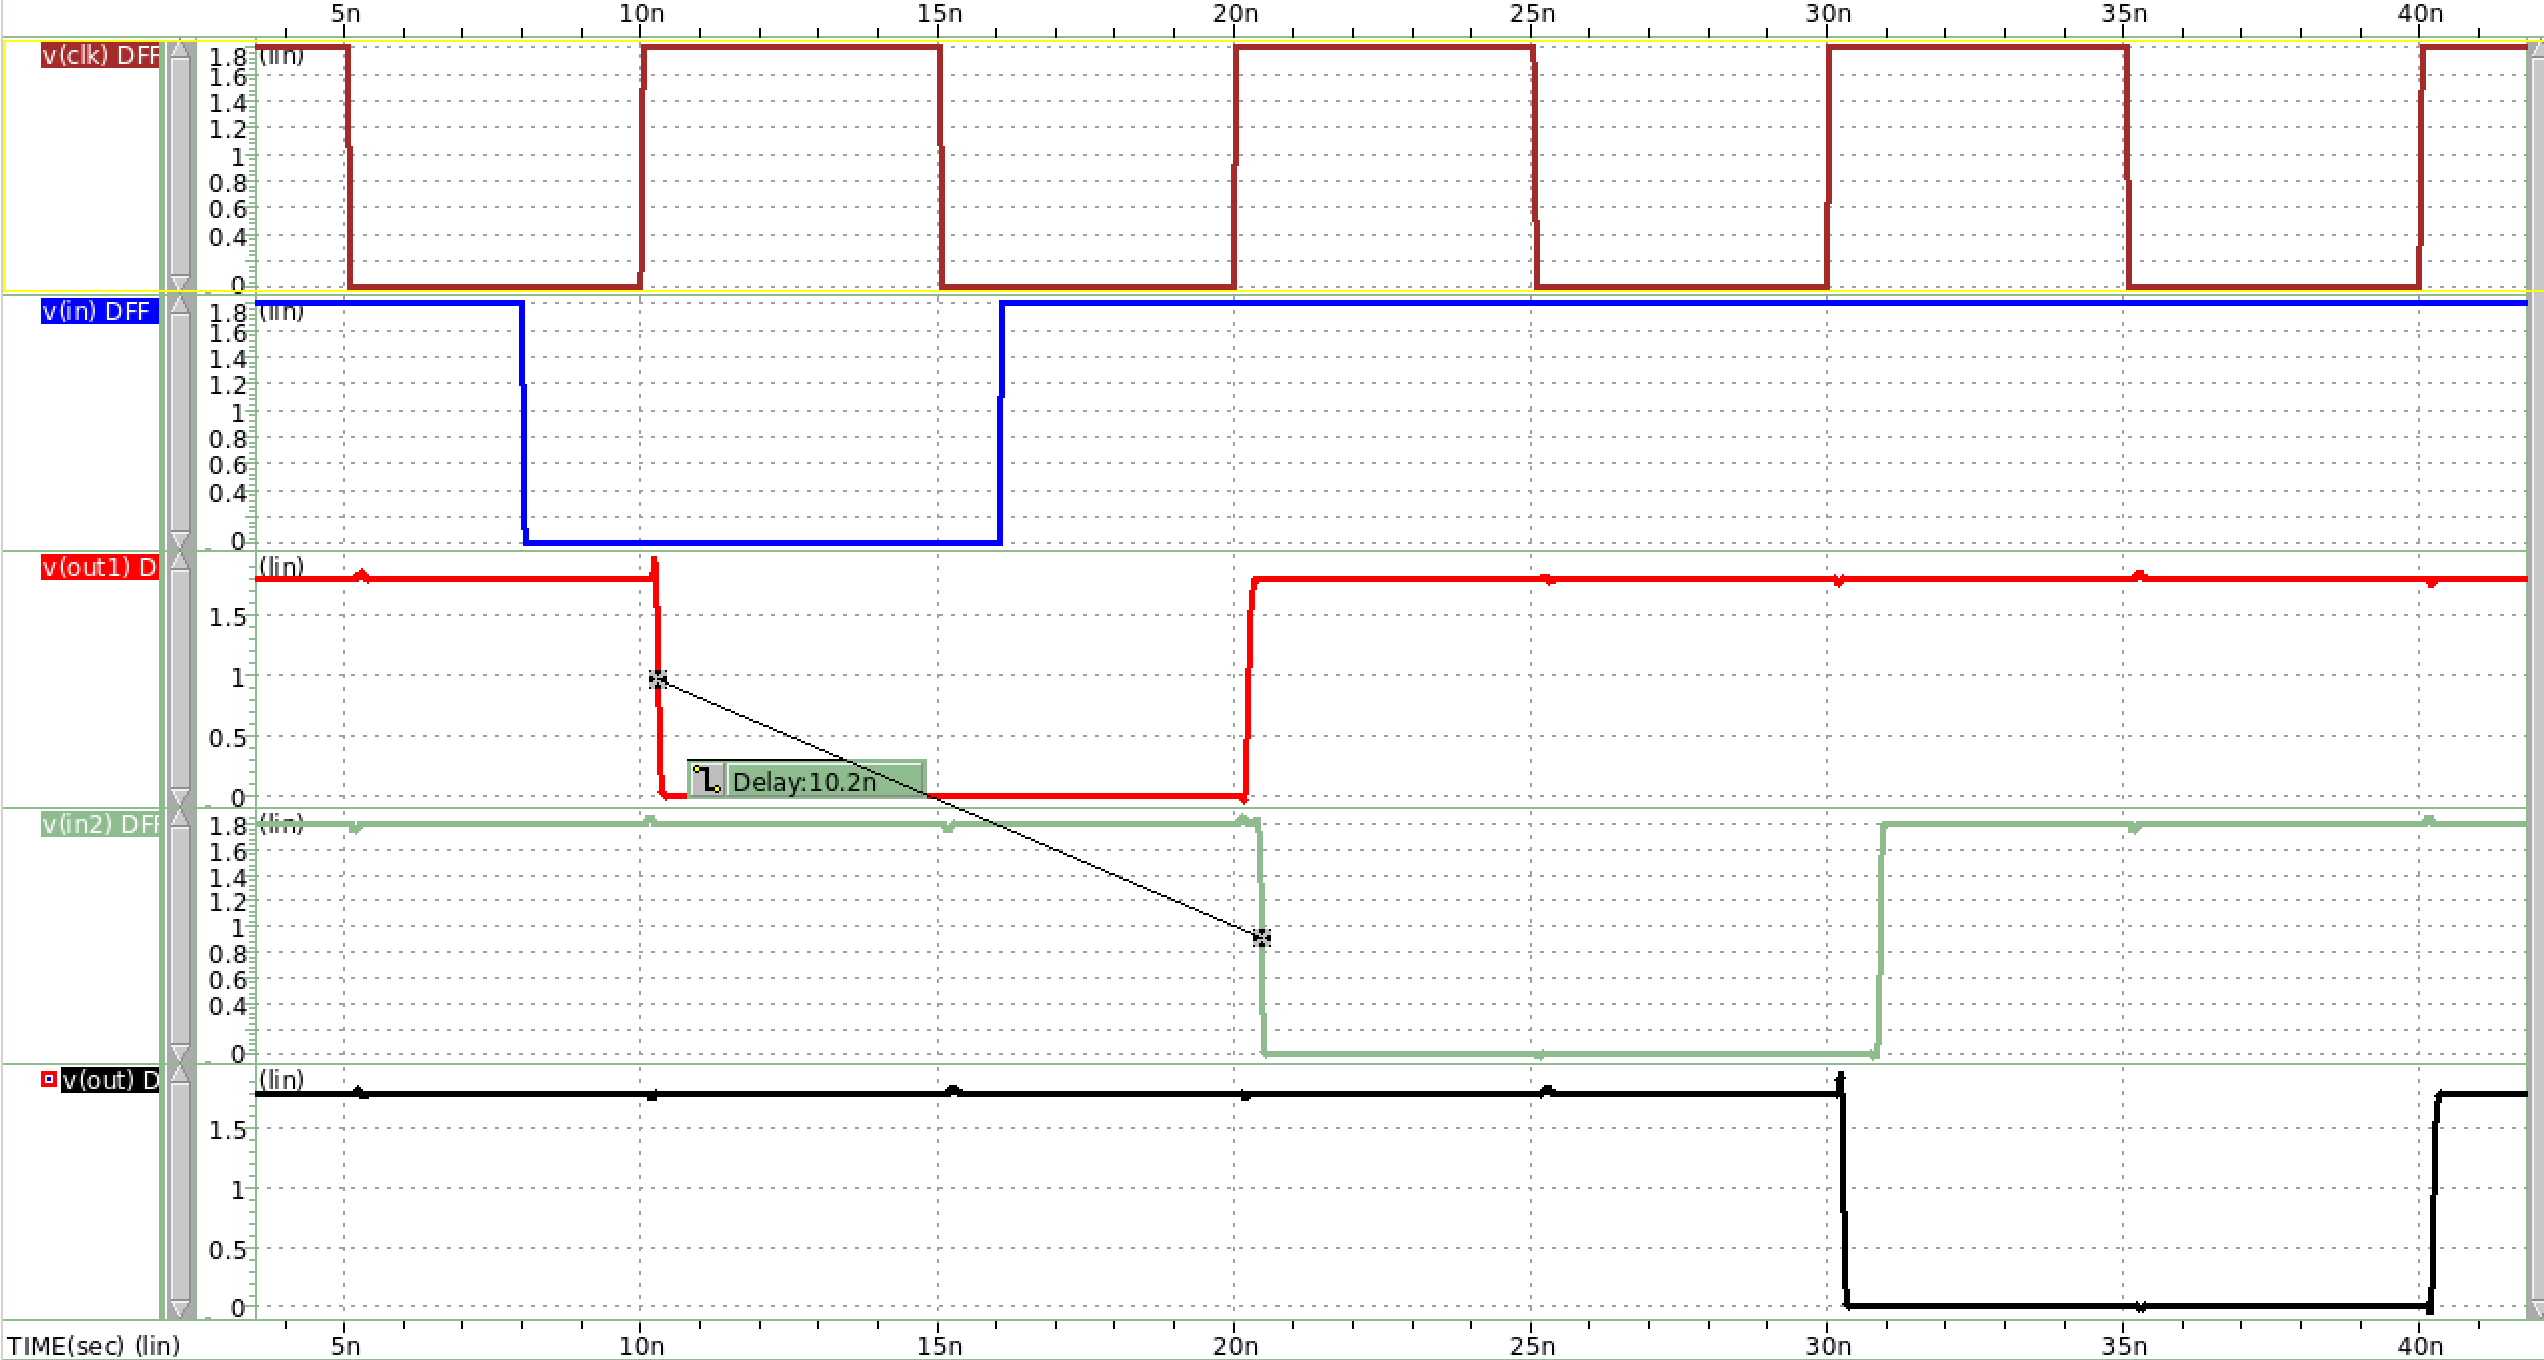 5n 10n 15n 20n 25n 30n 35n 40n
v(clk) DFF
1.8 (lin)
1.6
1.4
1.2
1
0.8
0.6
0.4
0
v(in) DFF
1.8 (lin)
1.6
1.4
1.2
1
0.8
0.6
0.4
0
v(out1) D
(lin)
1.5
1
0.5
Delay:10.2n
0
v(in2) DFF
1.8 (lin)
1.6
1.4
1.2
1
0.8
0.6
0.4
0
v(out) D
(lin)
1.5
1
0.5
0
TIME(sec) (lin) 5n 10n 15n 20n 25n 30n 35n 40n